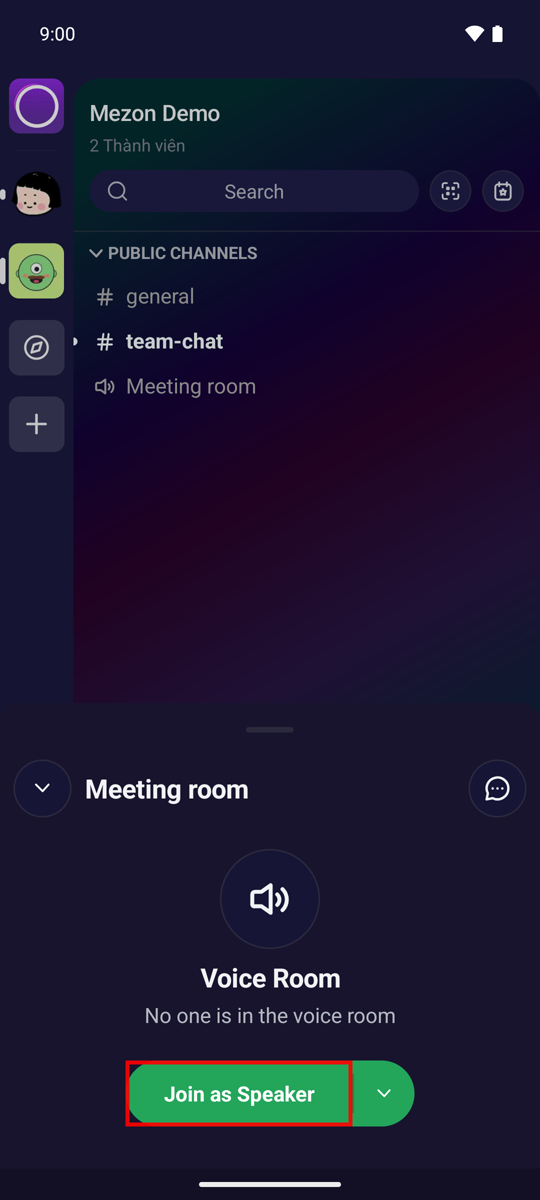 9:00
Mezon Demo
2 Thành viên
Search
PUBLIC CHANNELS
# general
# team-chat
Meeting room
Meeting room
Voice Room
No one is in the voice room
Join as Speaker